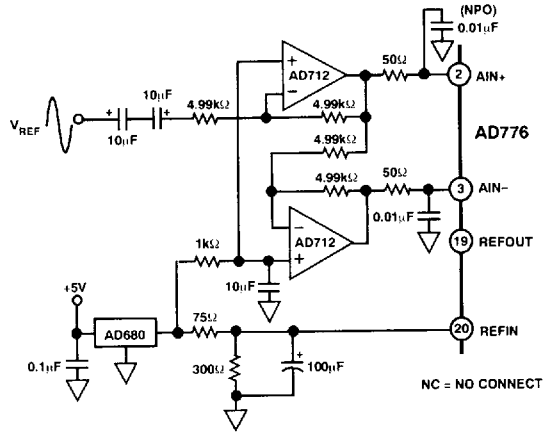 (NPO)
0.01µF
50Ω
2
AIN+
+
AD712
−
10µF
+
+
4.99kΩ
4.99kΩ
VREF
10µF
AD776
4.99kΩ
4.99kΩ
50Ω
3
AIN−
−
AD712
+
0.01µF
19
REFOUT
1kΩ
10µF
+5V
75Ω
20
REFIN
AD680
+
0.1µF
300Ω
100µF
NC = NO CONNECT